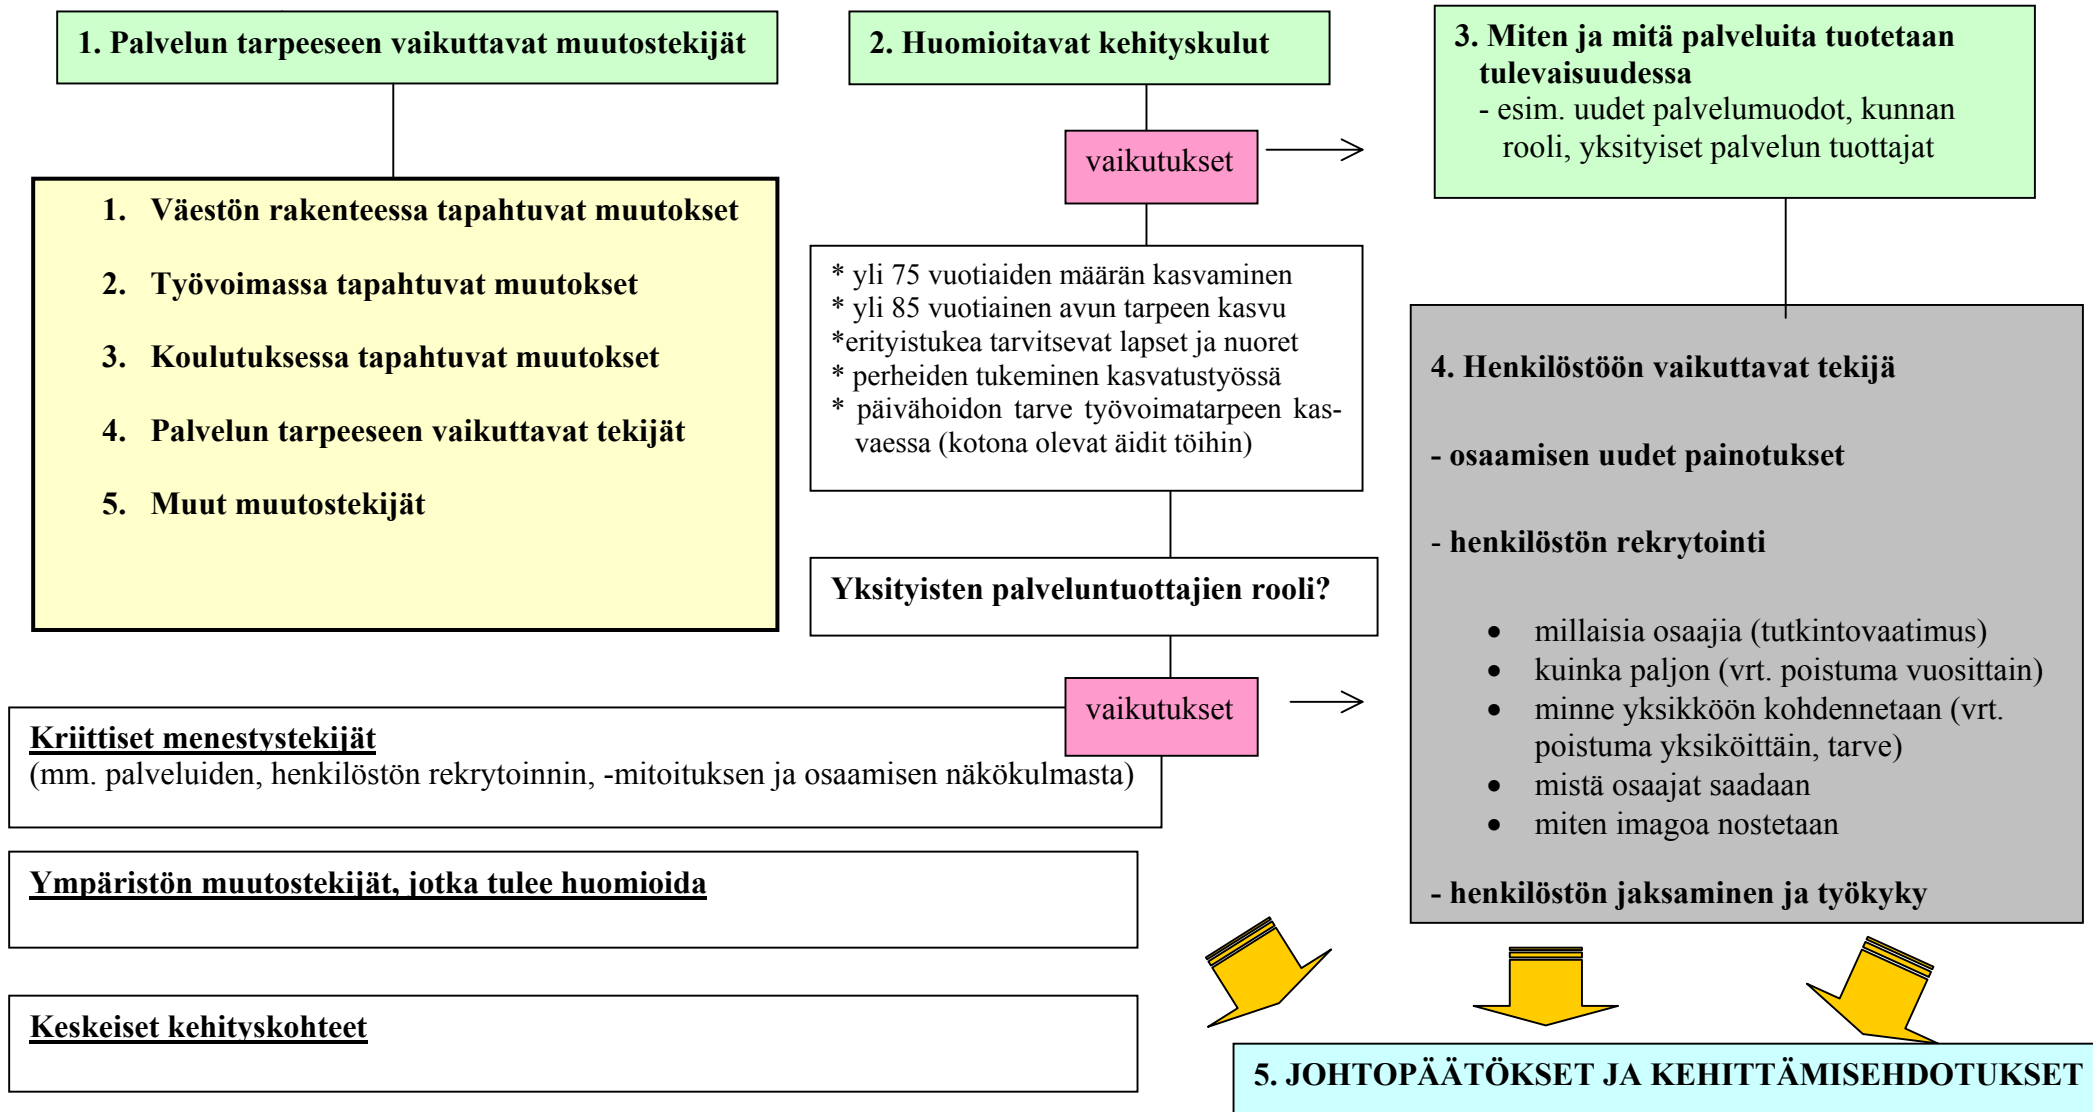 1. Palvelun tarpeeseen vaikuttavat muutostekijät
1. Väestön rakenteessa tapahtuvat muutokset
2. Työvoimassa tapahtuvat muutokset
3. Koulutuksessa tapahtuvat muutokset
4. Palvelun tarpeeseen vaikuttavat tekijät
5. Muut muutostekijät
2. Huomioitavat kehityskulut
vaikutukset
* yli 75 vuotiaiden määrän kasvaminen
* yli 85 vuotiainen avun tarpeen kasvu
*erityistukea tarvitsevat lapset ja nuoret
* perheiden tukeminen kasvatustyössä
* päivähoidon tarve työvoimatarpeen kas-
vaessa (kotona olevat äidit töihin)
Yksityisten palveluntuottajien rooli?
vaikutukset
3. Miten ja mitä palveluita tuotetaan
tulevaisuudessa
- esim. uudet palvelumuodot, kunnan
rooli, yksityiset palvelun tuottajat
4. Henkilöstöön vaikuttavat tekijä
- osaamisen uudet painotukset
- henkilöstön rekrytointi
• millaisia osaajia (tutkintovaatimus)
• kuinka paljon (vrt. poistuma vuosittain)
• minne yksikköön kohdennetaan (vrt.
poistuma yksiköittäin, tarve)
• mistä osaajat saadaan
• miten imagoa nostetaan
- henkilöstön jaksaminen ja työkyky
Kriittiset menestystekijät
(mm. palveluiden, henkilöstön rekrytoinnin, -mitoituksen ja osaamisen näkökulmasta)
Ympäristön muutostekijät, jotka tulee huomioida
Keskeiset kehityskohteet
5. JOHTOPÄÄTÖKSET JA KEHITTÄMISEHDOTUKSET